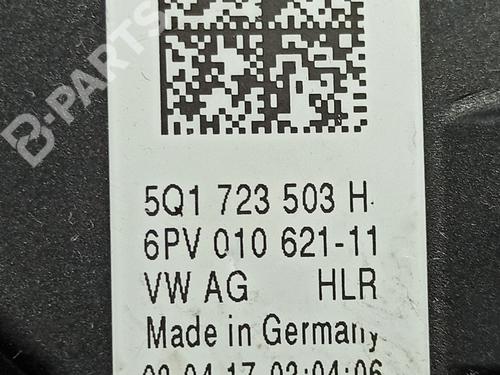 B-PARTS
5Q1 723 503 H
6PV 010 621-11
VW AG HLR
Made in Germany